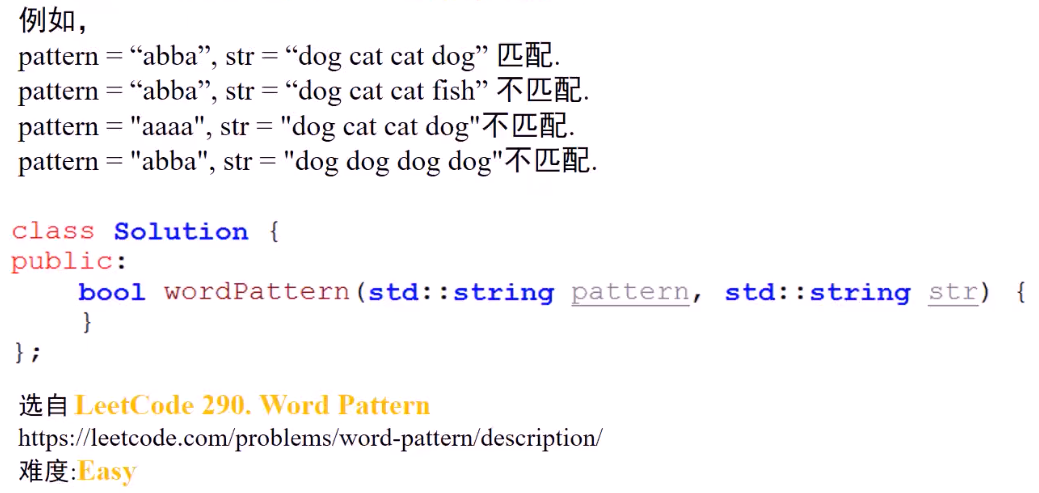 例如,
pattern = “abba”, str = “dog cat cat dog” 匹配.
pattern = “abba”, str = “dog cat cat fish” 不匹配.
pattern = "aaaa", str = "dog cat cat dog"不匹配.
pattern = "abba", str = "dog dog dog dog"不匹配.
class Solution {
public:
    bool wordPattern(std::string pattern, std::string str) {
    }
};
选自 LeetCode 290. Word Pattern
https://leetcode.com/problems/word-pattern/description/
难度:Easy